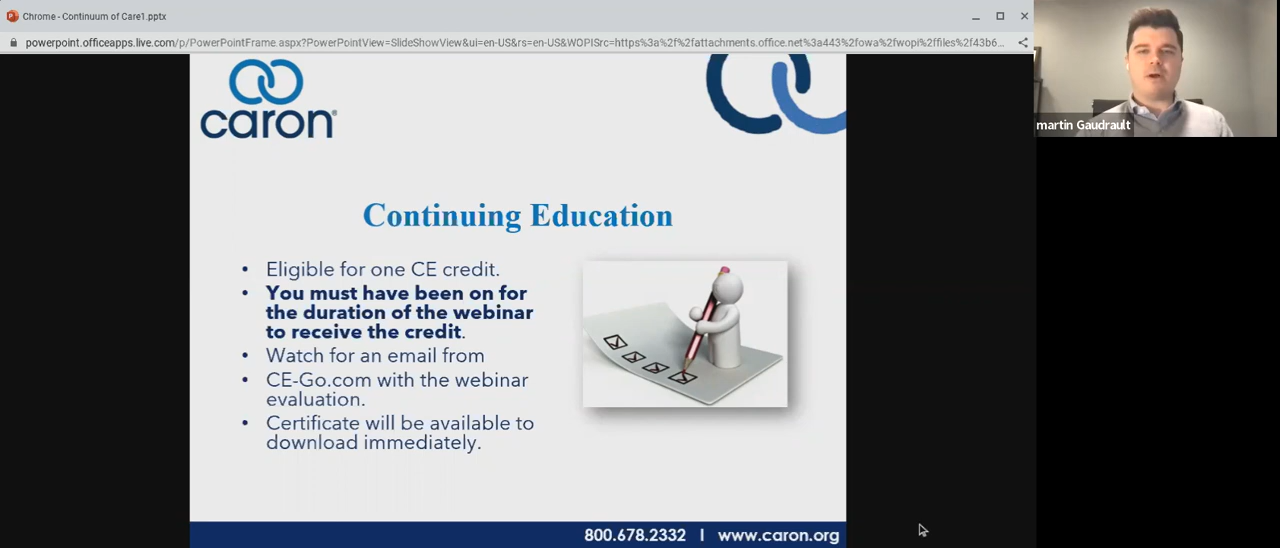 Chrome - Continuum of Care1.pptx
powerpoint.officeapps.live.com/p/PowerPointFrame.aspx?PowerPointView=SlideShowView&ui=en-US&rs=en-US&WOPISrc=https%3a%2f%2fattachments.office.net%3a443%2fowa%2fwopi%2ffiles%2f43b6...
martin Gaudrault
caron®
Continuing Education
• Eligible for one CE credit.
• You must have been on for
the duration of the webinar
to receive the credit.
• Watch for an email from
• CE-Go.com with the webinar
evaluation.
• Certificate will be available to
download immediately.
800.678.2332 | www.caron.org